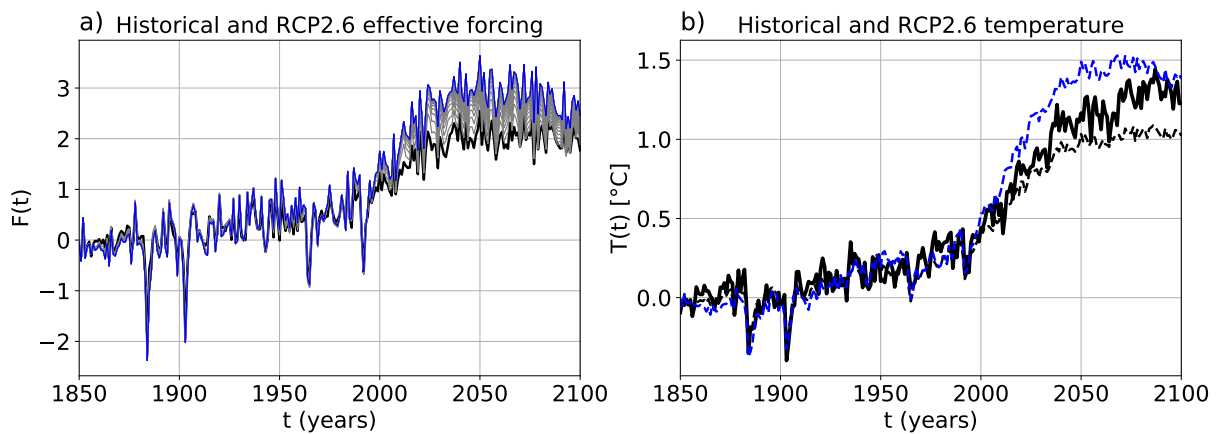 a) Historical and RCP2.6 effective forcing
F(t)
3
2
1
0
−1
−2
1850 1900 1950 2000 2050 2100
t (years)
b) Historical and RCP2.6 temperature
T(t) [°C]
1.5
1.0
0.5
0.0
1850 1900 1950 2000 2050 2100
t (years)